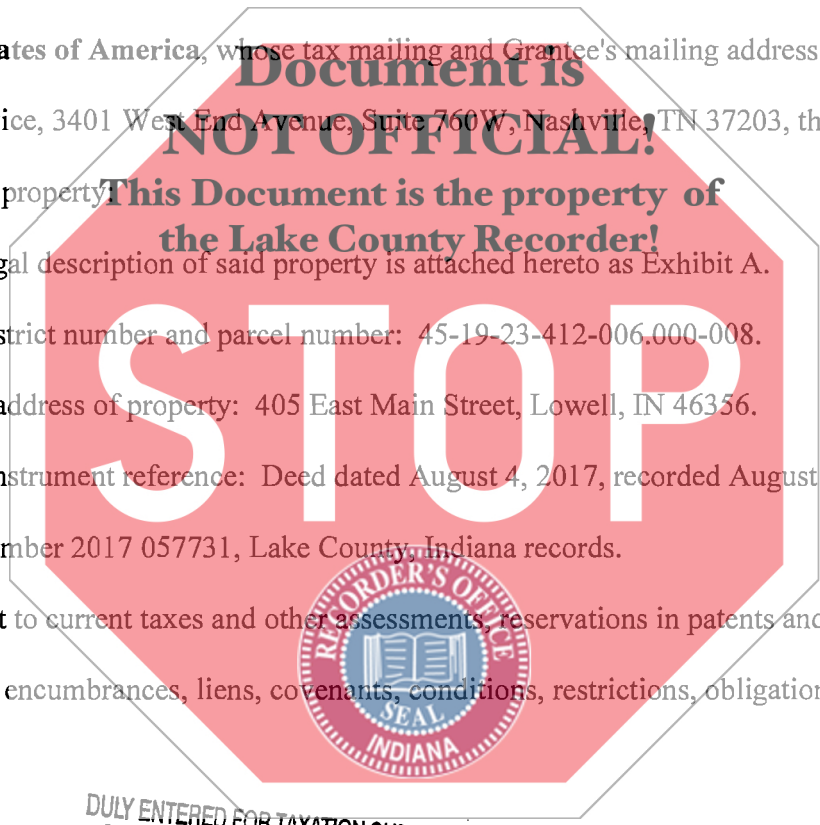 ates of America, whose tax mailing and Grantee's mailing address
Document is
ice, 3401 West End Avenue, Suite 760W, Nashville, TN 37203, th
NOT OFFICIAL!
property:
This Document is the property of
the Lake County Recorder!
gal description of said property is attached hereto as Exhibit A.
strict number and parcel number: 45-19-23-412-006.000-008.
STOP
address of property: 405 East Main Street, Lowell, IN 46356.
nstrument reference: Deed dated August 4, 2017, recorded August
mber 2017 057731, Lake County, Indiana records.
RECORDER'S OFFICE
t to current taxes and other assessments, reservations in patents and
encumbrances, liens, covenants, conditions, restrictions, obligation
SEAL
INDIANA
DULY ENTERED FOR TAXATION